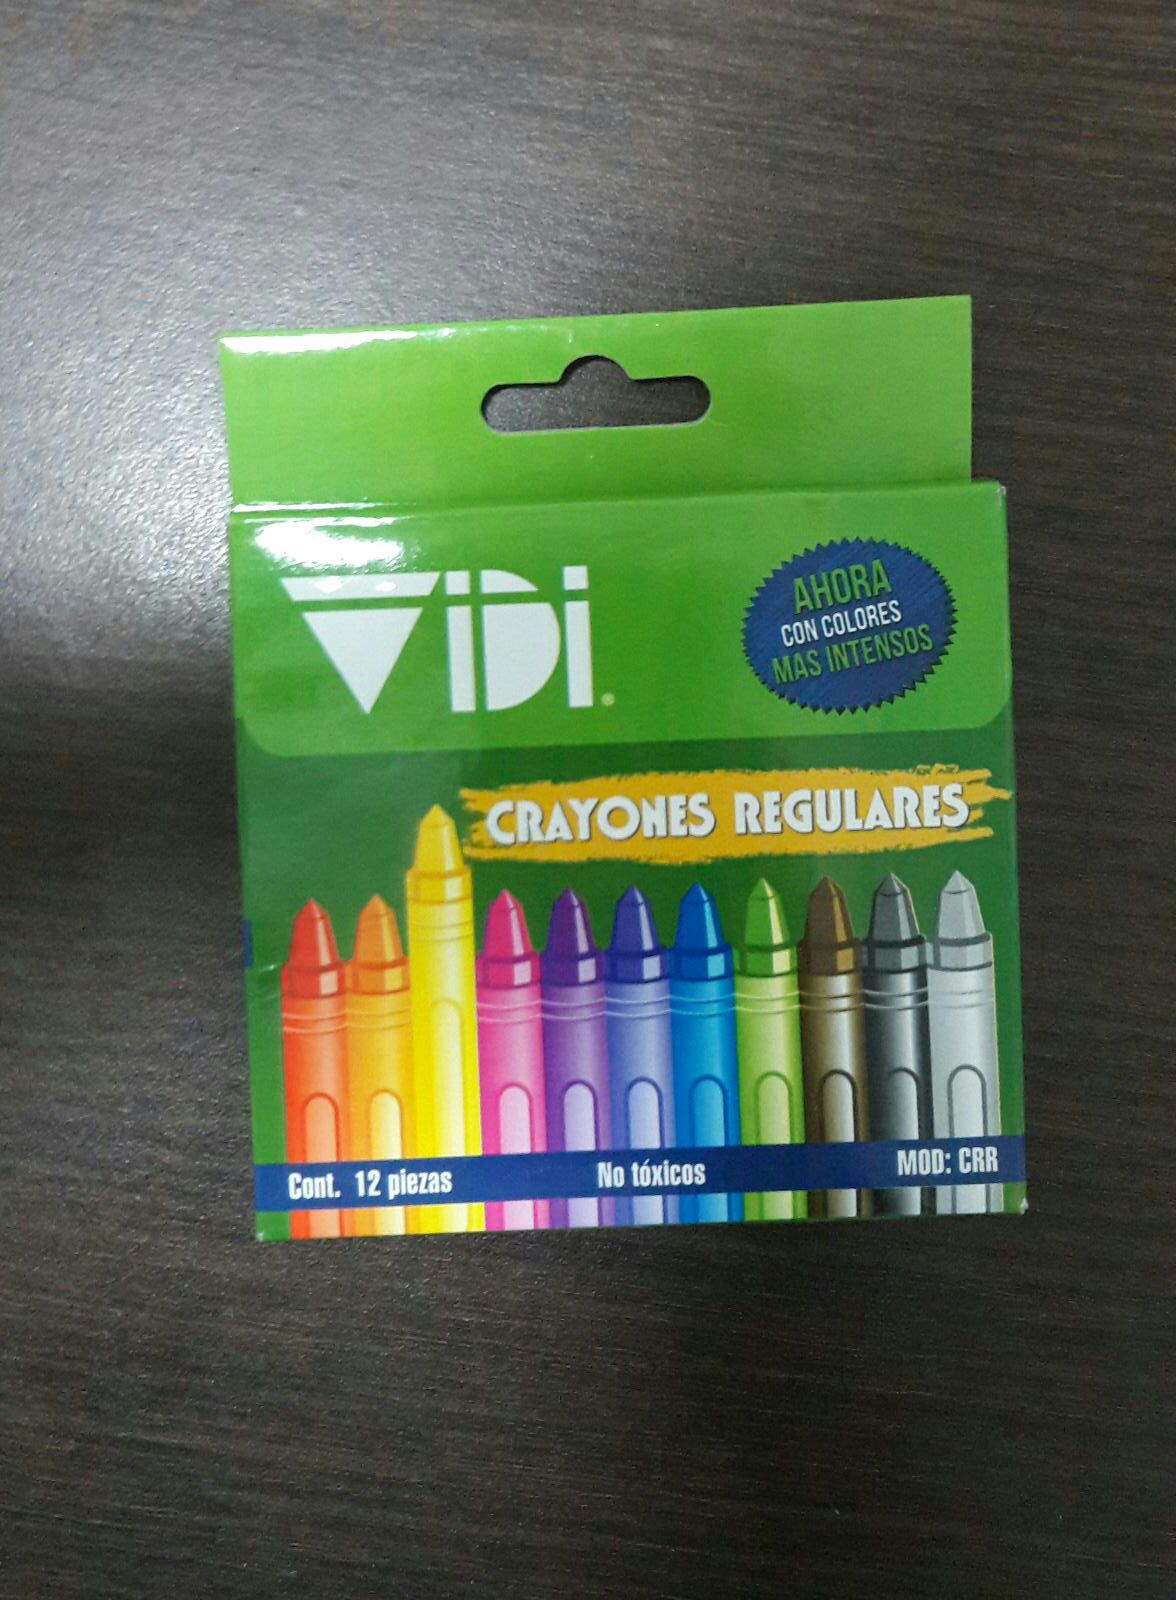 ViDi
AHORA
CON COLORES
MAS INTENSOS
CRAYONES REGULARES
Cont. 12 piezas
No tóxicos
MOD: CRR